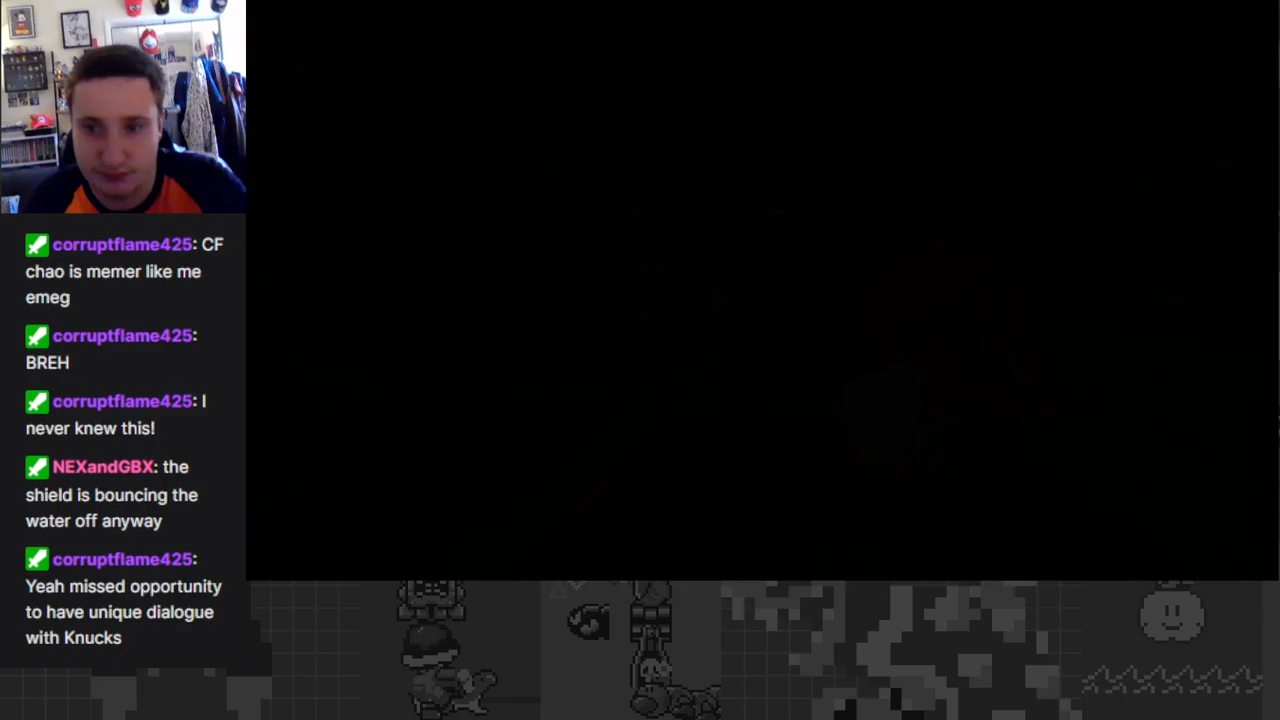 corruptflame425: CF
chao is memer like me
emeg
corruptflame425:
BREH
corruptflame425: I
never knew this!
NEXandGBX: the
shield is bouncing the
water off anyway
corruptflame425:
Yeah missed opportunity
to have unique dialogue
with Knucks